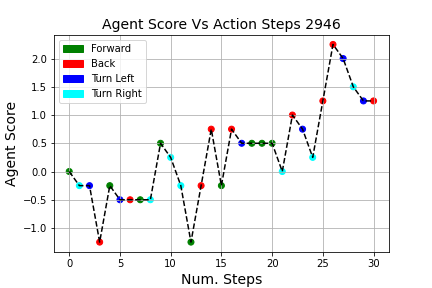 Agent Score Vs Action Steps 2946
Forward
Back
Turn Left
Turn Right
Agent Score
2.0
1.5
1.0
0.5
0.0
−0.5
−1.0
0 5 10 15 20 25 30
Num. Steps